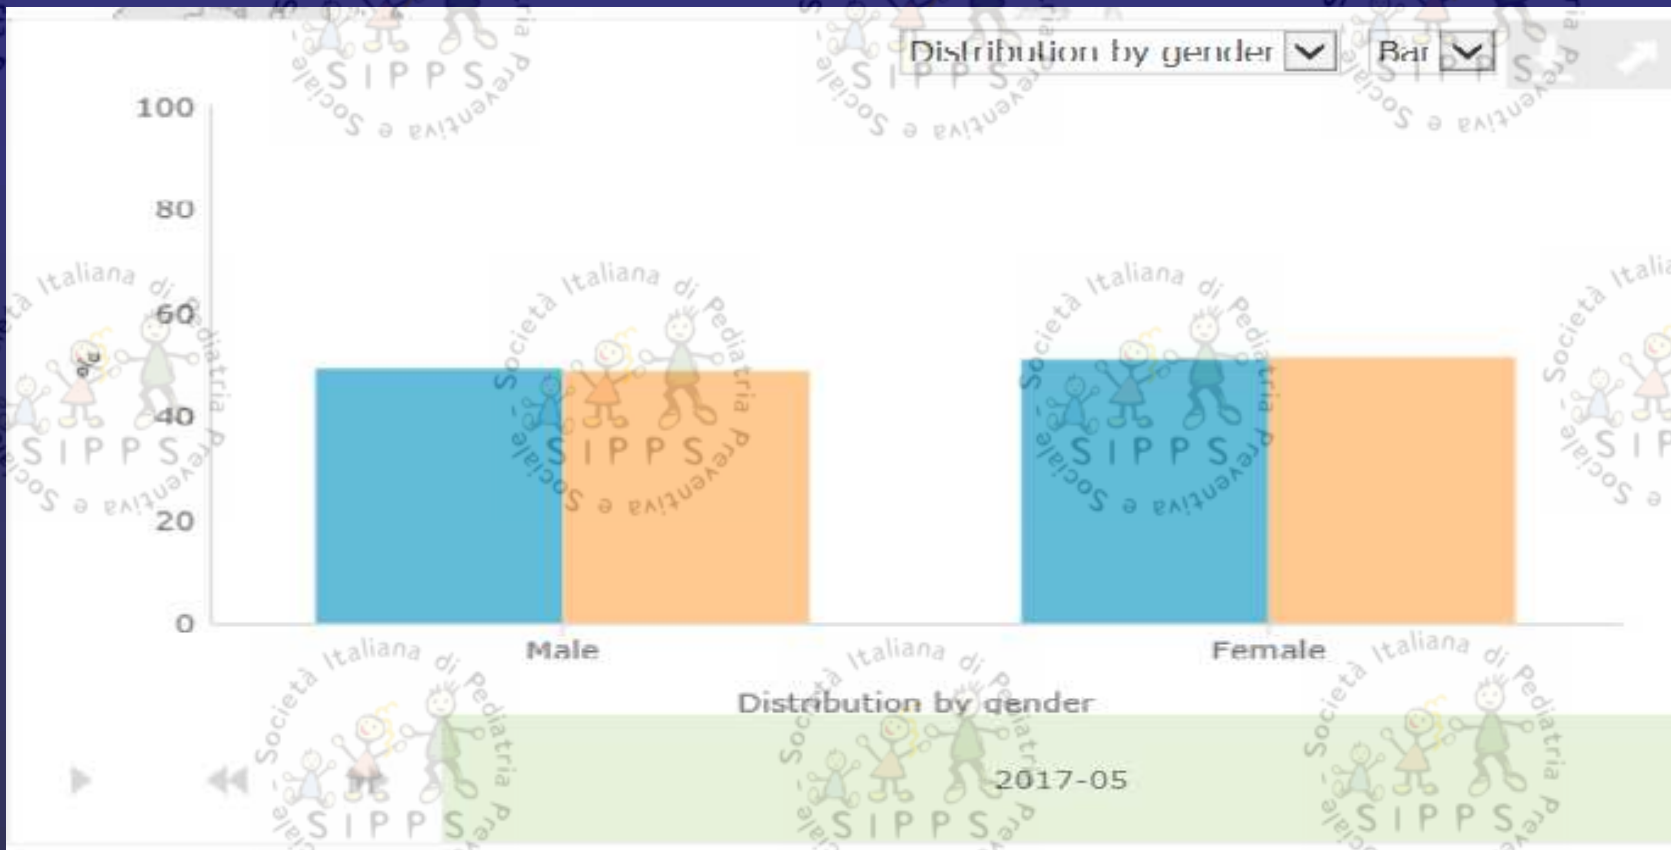 Distribution by gender Bar
100
80
60
%
40
20
0
Male Female
Distribution by gender
2017-05
Società Italiana di Pediatria Preventiva e Sociale
SIPPS